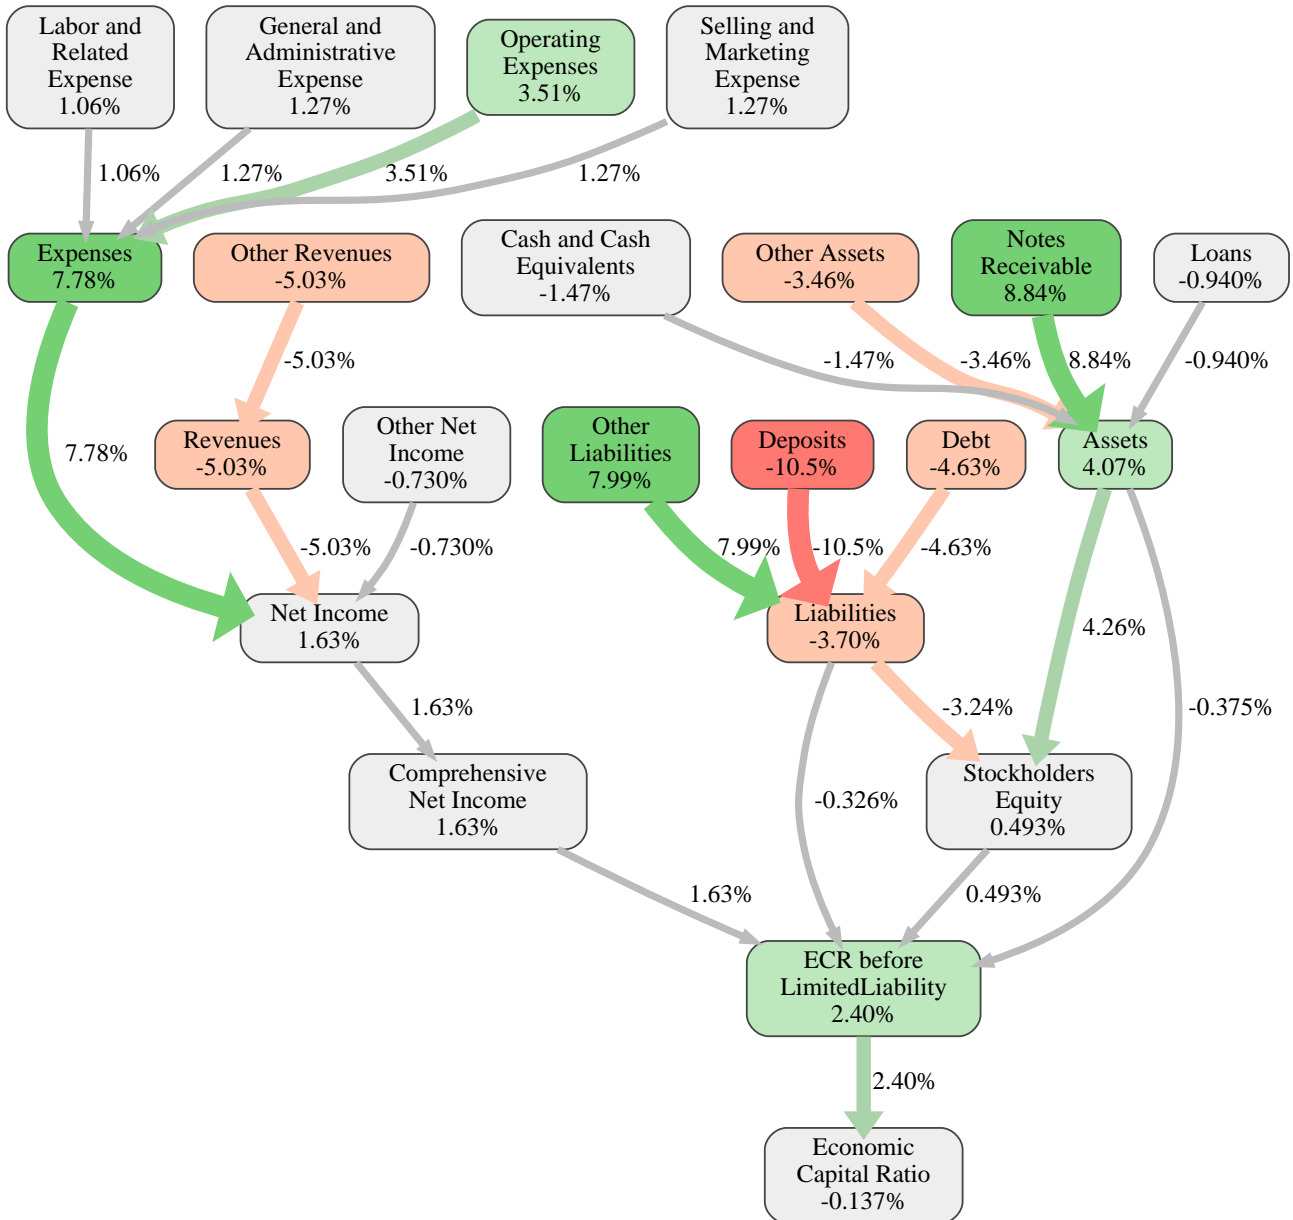 Labor and
Related
Expense
1.06%
General and
Administrative
Expense
1.27%
Operating
Expenses
3.51%
Selling and
Marketing
Expense
1.27%
1.06%
1.27%
3.51%
1.27%
Expenses
7.78%
Other Revenues
-5.03%
Cash and Cash
Equivalents
-1.47%
Other Assets
-3.46%
Notes
Receivable
8.84%
Loans
-0.940%
-5.03%
-1.47%
-3.46%
8.84%
-0.940%
7.78%
Revenues
-5.03%
Other Net
Income
-0.730%
Other
Liabilities
7.99%
Deposits
-10.5%
Debt
-4.63%
Assets
4.07%
-5.03%
-0.730%
7.99%
-10.5%
-4.63%
Net Income
1.63%
Liabilities
-3.70%
4.26%
1.63%
-3.24%
-0.375%
Comprehensive
Net Income
1.63%
-0.326%
Stockholders
Equity
0.493%
1.63%
0.493%
ECR before
LimitedLiability
2.40%
2.40%
Economic
Capital Ratio
-0.137%